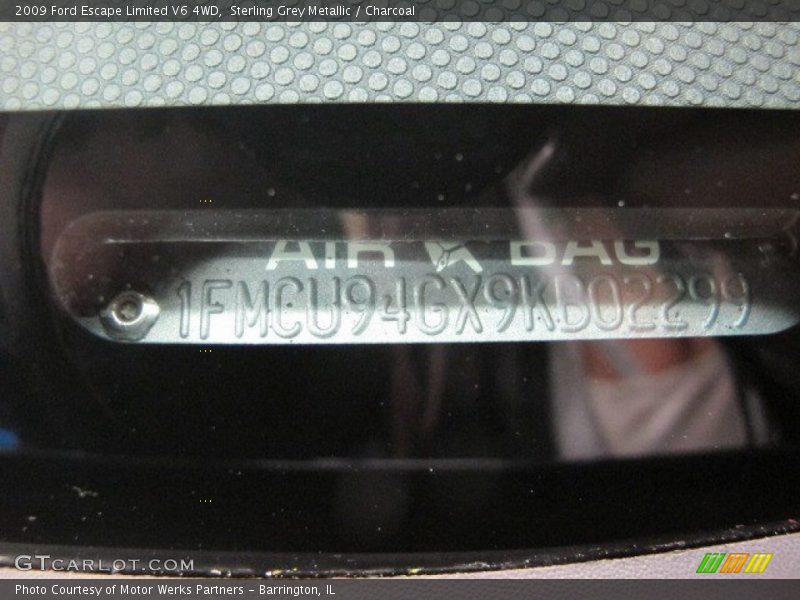 2009 Ford Escape Limited V6 4WD, Sterling Grey Metallic / Charcoal
AIR BAG
1FMCU94GX9KB02299
GTCARLOT.COM
Photo Courtesy of Motor Werks Partners - Barrington, IL